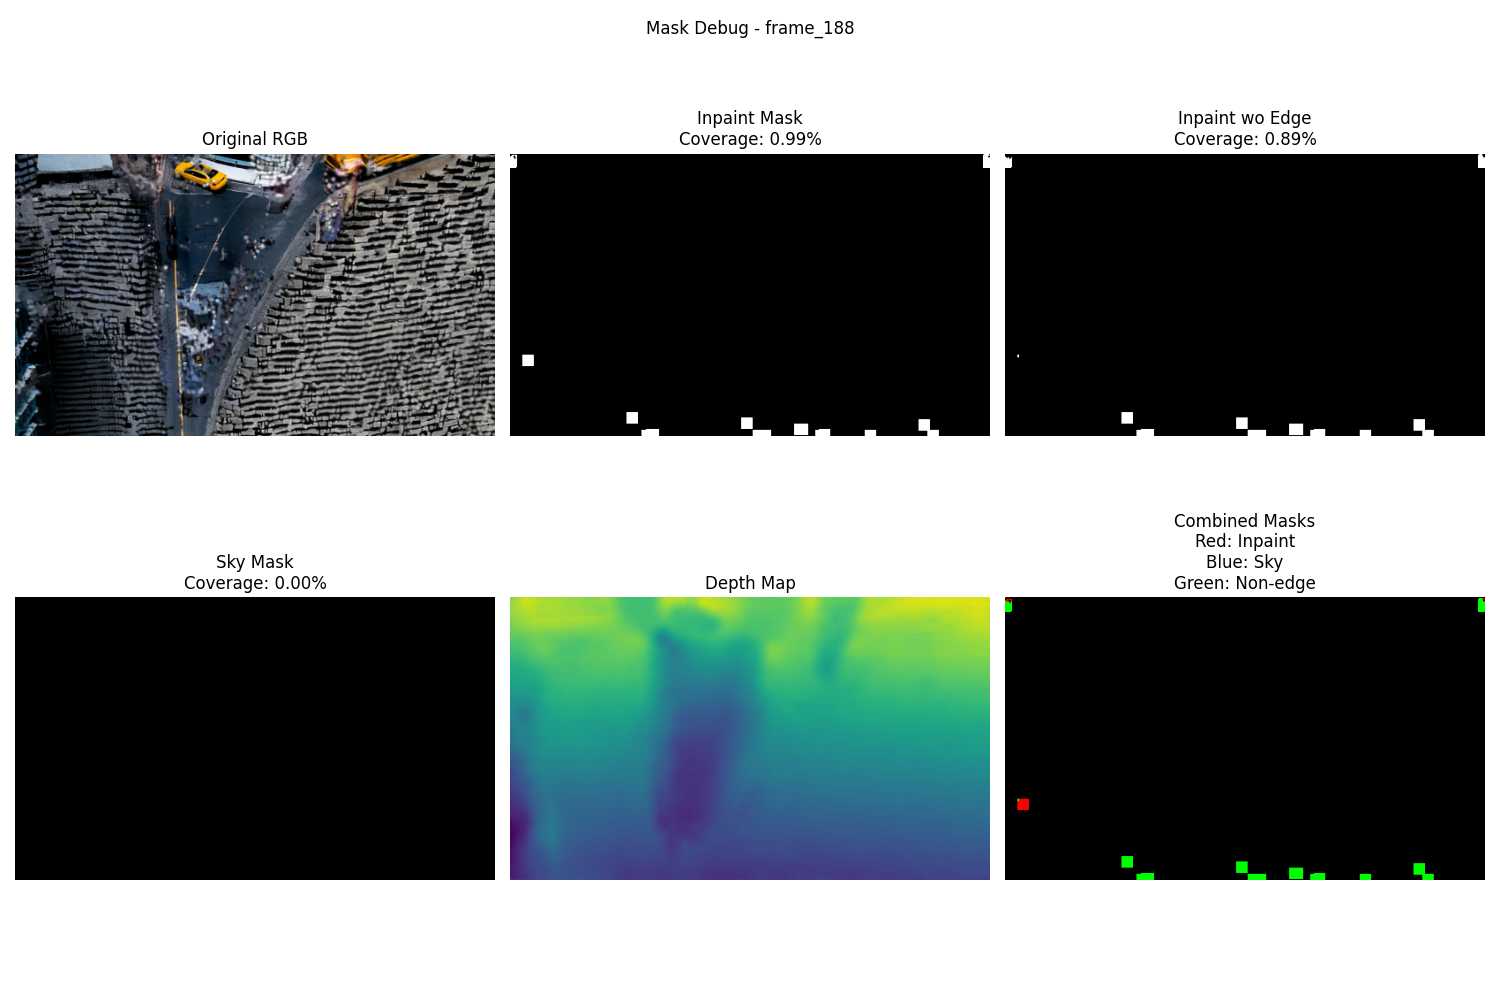 Mask Debug - frame_188
Original RGB
Inpaint Mask
Coverage: 0.99%
Inpaint wo Edge
Coverage: 0.89%
Sky Mask
Coverage: 0.00%
Depth Map
Combined Masks
Red: Inpaint
Blue: Sky
Green: Non-edge